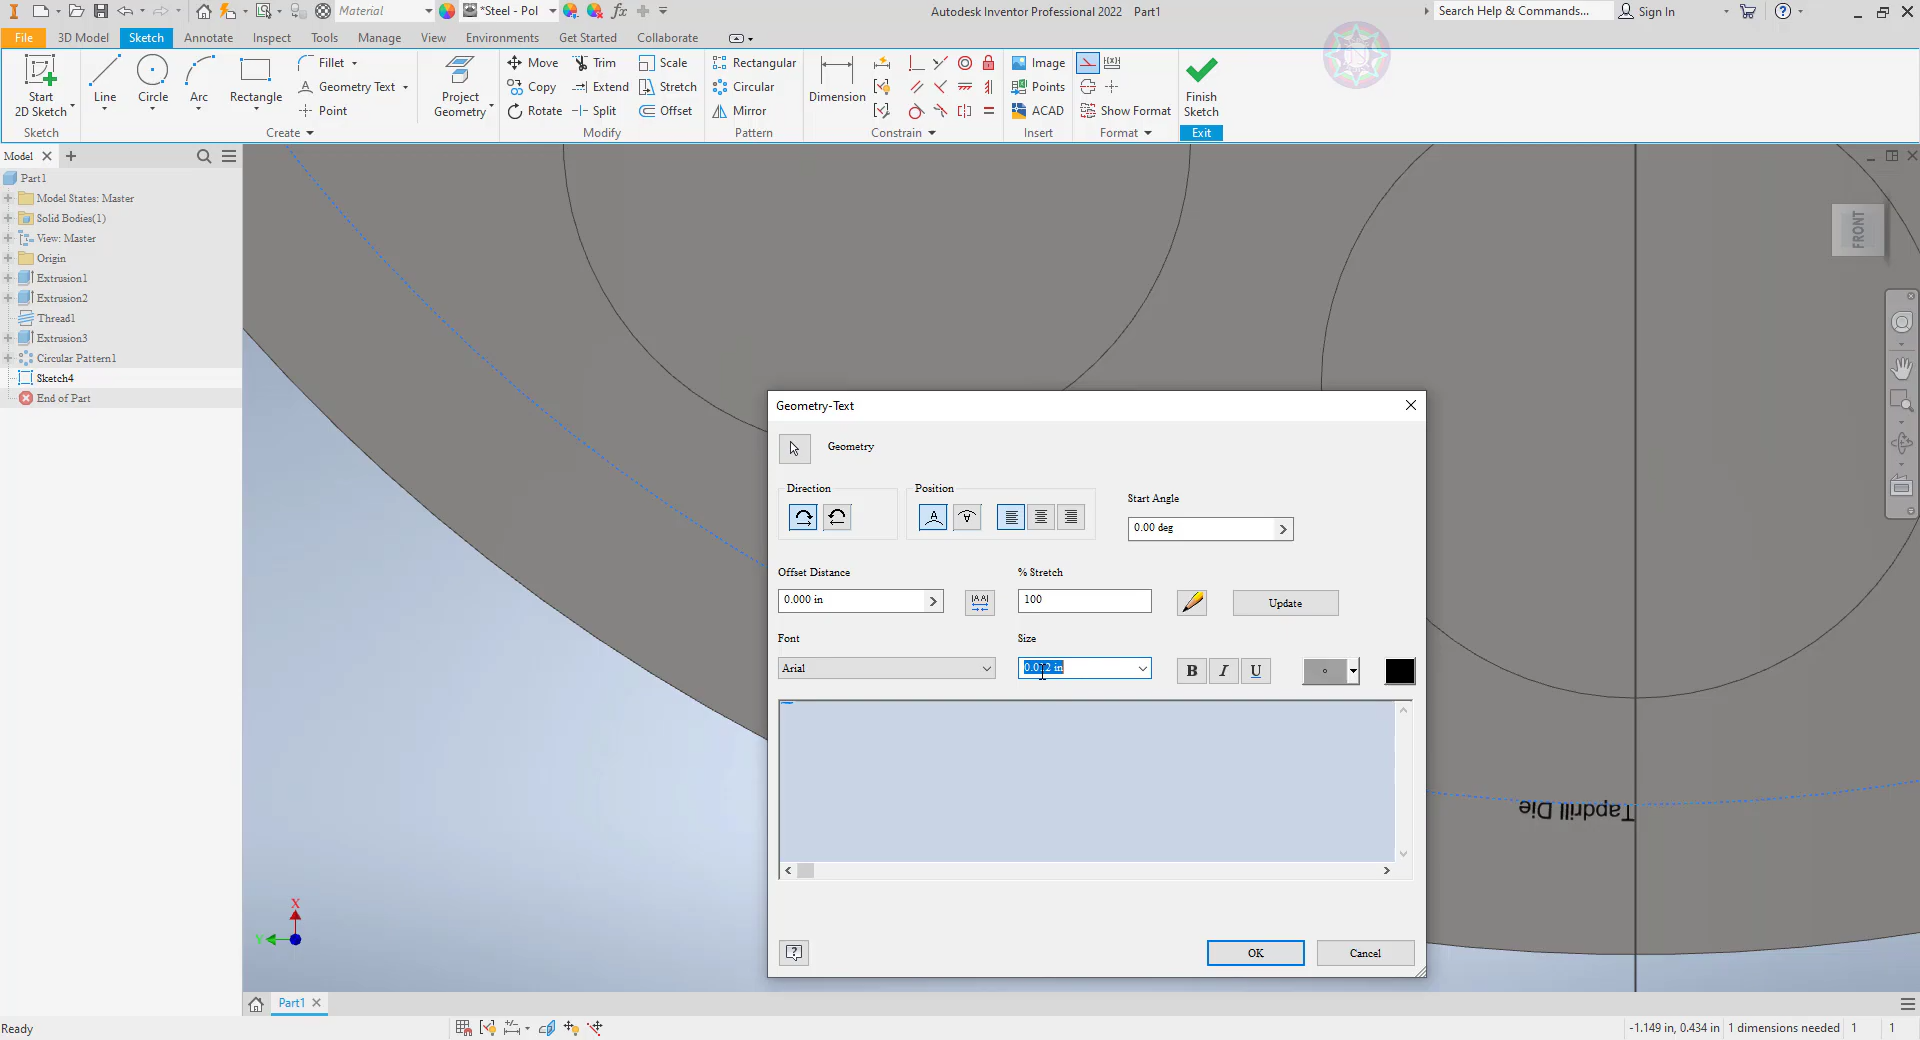 Material
*Steel - Pol
Autodesk Inventor Professional 2022 Part1
Search Help & Commands...
Sign In
File 3D Model Sketch Annotate Inspect Tools Manage View Environments Get Started Collaborate
Start
2D Sketch
Line
Circle
Arc
Rectangle
Fillet
Geometry Text
Point
Project
Geometry
Move
Copy
Rotate
Trim
Extend
Split
Scale
Stretch
Offset
Rectangular
Circular
Mirror
Dimension
Image
Points
ACAD
Show Format
Finish
Sketch
Sketch Create Modify Pattern Constrain Insert Format Exit
Model
Part1
Model States: Master
Solid Bodies(1)
View: Master
Origin
Extrusion1
Extrusion2
Thread1
Extrusion3
Circular Pattern1
Sketch4
End of Part
FRONT
Geometry-Text
Geometry
Direction
Position
Start Angle
0.00 deg
Offset Distance
% Stretch
0.000 in
100
Update
Font
Size
Arial
B I U
Tapdrill Die
OK
Cancel
X
Y
Part1
Ready
-1.149 in, 0.434 in 1 dimensions needed 1 1